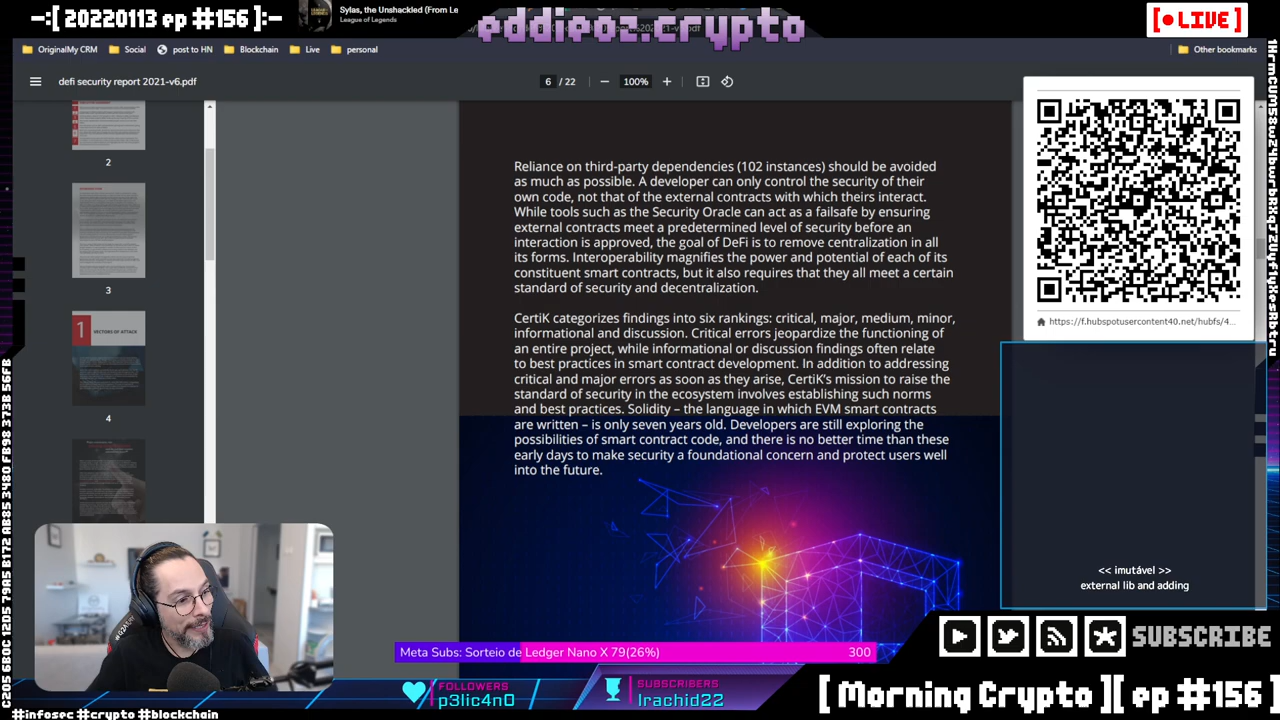 -:[ 20220113 ep #156 ]:-
Sylas, the Unshackled (From Le
League of Legends
eddieoz.crypto
[● LIVE]
OriginalMy CRM
Social
post to HN
Blockchain
Live
personal
Other bookmarks
defi security report 2021-v6.pdf
6 / 22
100%
2
3
1
VECTORS OF ATTACK
4
Reliance on third-party dependencies (102 instances) should be avoided
as much as possible. A developer can only control the security of their
own code, not that of the external contracts with which theirs interact.
While tools such as the Security Oracle can act as a failsafe by ensuring
external contracts meet a predetermined level of security before an
interaction is approved, the goal of DeFi is to remove centralization in all
its forms. Interoperability magnifies the power and potential of each of its
constituent smart contracts, but it also requires that they all meet a certain
standard of security and decentralization.
CertiK categorizes findings into six rankings: critical, major, medium, minor,
informational and discussion. Critical errors jeopardize the functioning of
an entire project, while informational or discussion findings often relate
to best practices in smart contract development. In addition to addressing
critical and major errors as soon as they arise, CertiK's mission to raise the
standard of security in the ecosystem involves establishing such norms
and best practices. Solidity – the language in which EVM smart contracts
are written – is only seven years old. Developers are still exploring the
possibilities of smart contract code, and there is no better time than these
early days to make security a foundational concern and protect users well
into the future.
https://f.hubspotusercontent40.net/hubfs/4...
<< imutável >>
external lib and adding
SUBSCRIBE
Meta Subs: Sorteio de Ledger Nano X 79(26%)
300
FOLLOWERS
p3lic4n0
SUBSCRIBERS
lrachid22
[ Morning Crypto ][ ep #156 ]
#infosec #crypto #blockchain